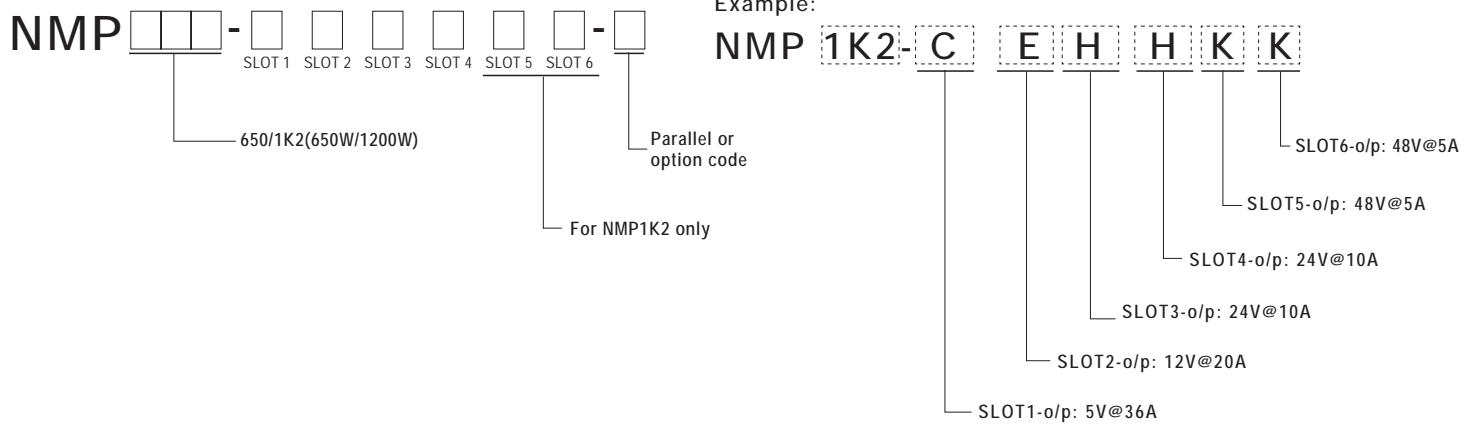 NMP - -
SLOT 1 SLOT 2 SLOT 3 SLOT 4 SLOT 5 SLOT 6
650/1K2(650W/1200W)
Parallel or
option code
For NMP1K2 only
Example:
NMP 1K2- C E H H K K
SLOT6-o/p: 48V@5A
SLOT5-o/p: 48V@5A
SLOT4-o/p: 24V@10A
SLOT3-o/p: 24V@10A
SLOT2-o/p: 12V@20A
SLOT1-o/p: 5V@36A